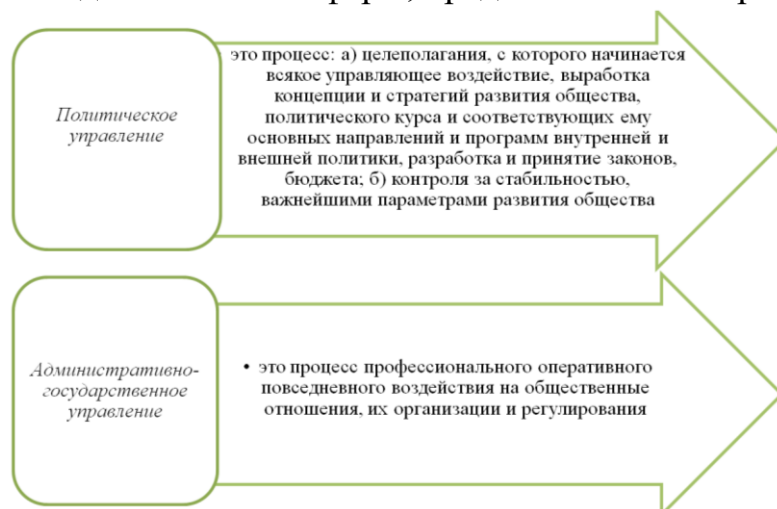 Политическое
управление
это процесс: а) целеполагания, с которого начинается
всякое управляющее воздействие, выработка
концепции и стратегий развития общества,
политического курса и соответствующих ему
основных направлений и программ внутренней и
внешней политики, разработка и принятие законов,
бюджета; б) контроля за стабильностью,
важнейшими параметрами развития общества
Административно-
государственное
управление
• это процесс профессионального оперативного
повседневного воздействия на общественные
отношения, их организации и регулирования